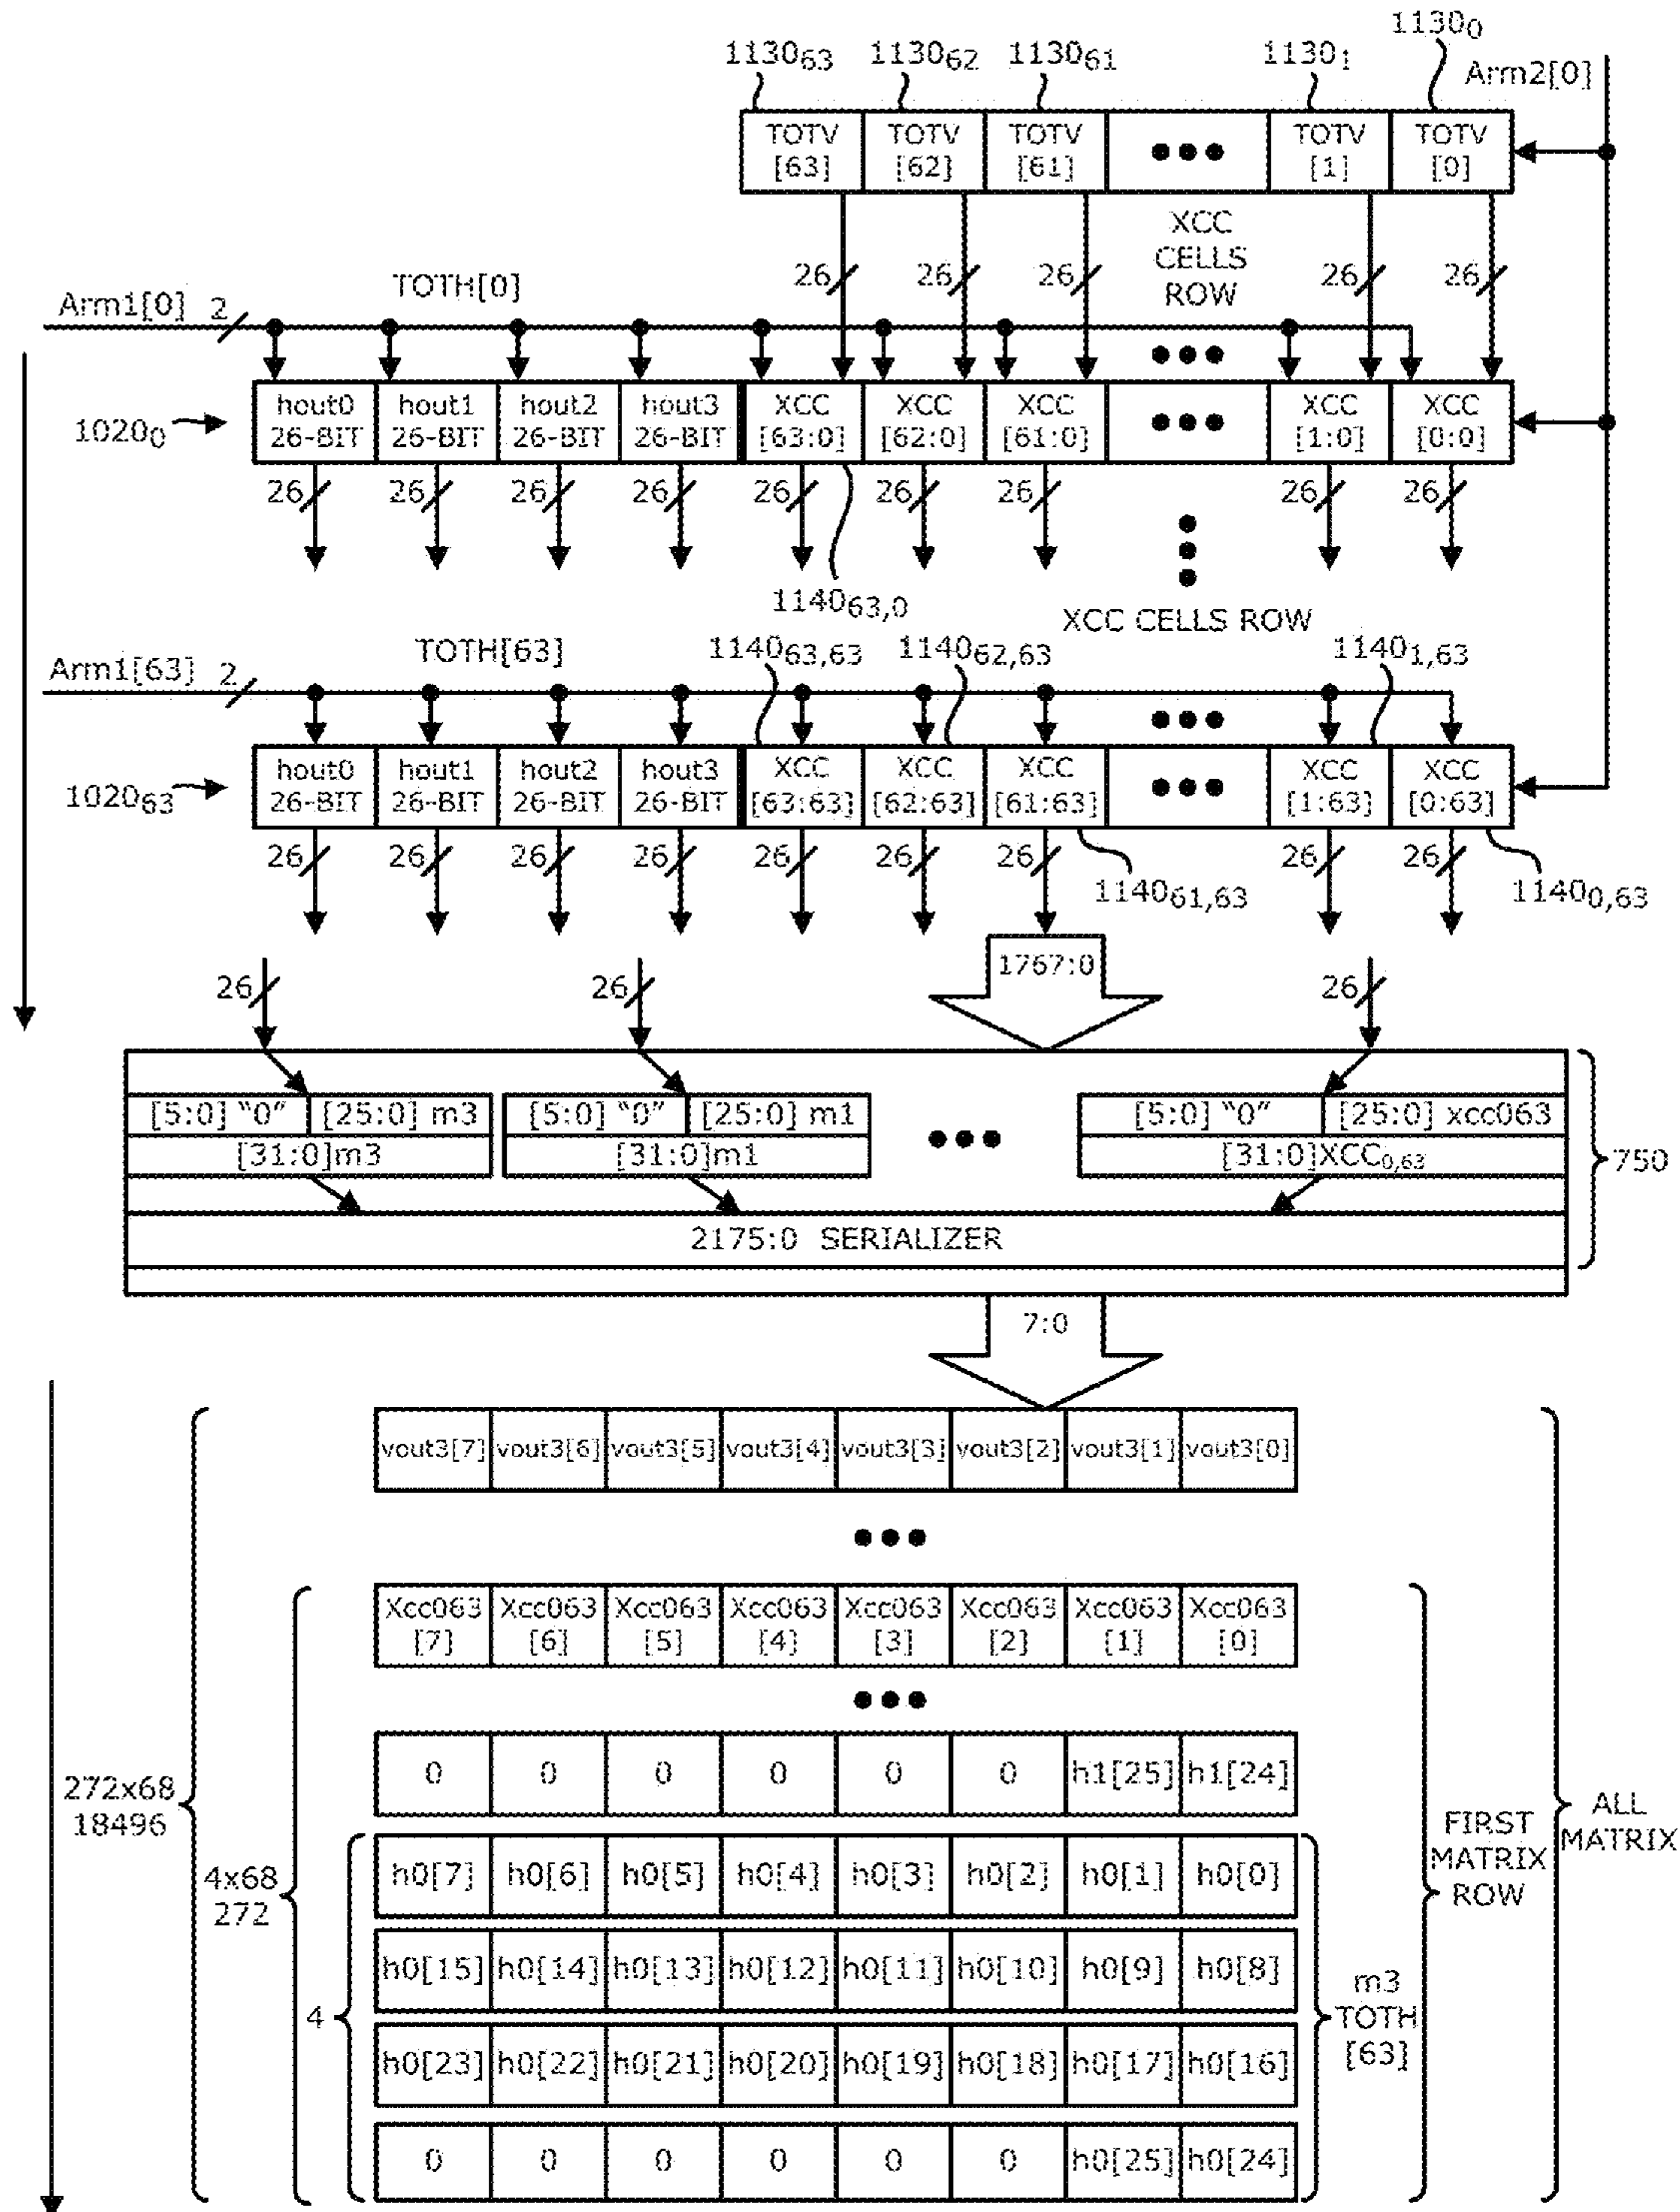 1130₆₃ 1130₆₂ 1130₆₁ 1130₁ 1130₀
Arm2[0]
TOTV [63] TOTV [62] TOTV [61] ••• TOTV [1] TOTV [0]
XCC CELLS ROW
26 26 26 26 26
Arm1[0] 2 TOTH[0]
•••
1020₀
hout0 26-BIT hout1 26-BIT hout2 26-BIT hout3 26-BIT XCC [63:0] XCC [62:0] XCC [61:0] ••• XCC [1:0] XCC [0:0]
26 26 26 26 26 26 26 26 26
1140₆₃,₀
XCC CELLS ROW
Arm1[63] 2 TOTH[63] 1140₆₃,₆₃ 1140₆₂,₆₃ 1140₁,₆₃
•••
1020₆₃
hout0 26-BIT hout1 26-BIT hout2 26-BIT hout3 26-BIT XCC [63:63] XCC [62:63] XCC [61:63] ••• XCC [1:63] XCC [0:63]
26 26 26 26 26 26 26 26 26
1140₆₁,₆₃ 1140₀,₆₃
26 26 1767:0 26
[5:0] "0" [25:0] m3 [5:0] "0" [25:0] m1 ••• [5:0] "0" [25:0] xcc063
[31:0]m3 [31:0]m1 [31:0]XCC₀,₆₃
750
2175:0 SERIALIZER
7:0
vout3[7] vout3[6] vout3[5] vout3[4] vout3[3] vout3[2] vout3[1] vout3[0]
•••
Xcc063 [7] Xcc063 [6] Xcc063 [5] Xcc063 [4] Xcc063 [3] Xcc063 [2] Xcc063 [1] Xcc063 [0]
•••
0 0 0 0 0 0 h1[25] h1[24]
h0[7] h0[6] h0[5] h0[4] h0[3] h0[2] h0[1] h0[0]
h0[15] h0[14] h0[13] h0[12] h0[11] h0[10] h0[9] h0[8]
h0[23] h0[22] h0[21] h0[20] h0[19] h0[18] h0[17] h0[16]
0 0 0 0 0 0 h0[25] h0[24]
272x68
18496
4x68
272
4
m3
TOTH
[63]
FIRST
MATRIX
ROW
ALL
MATRIX